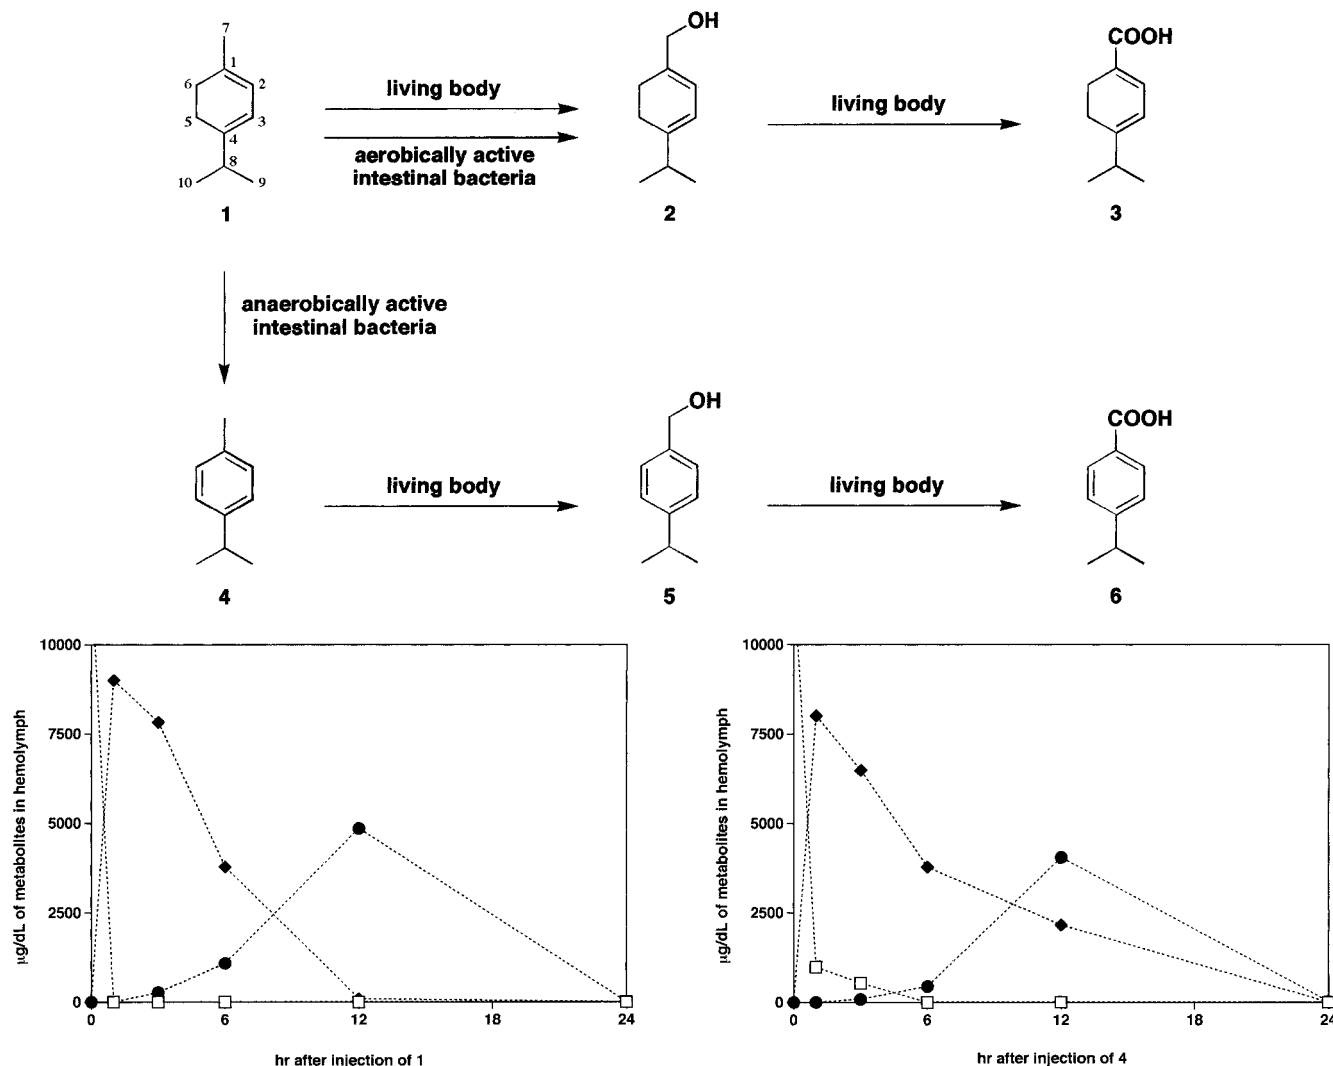 7
1
6
2
5
3
4
8
10
9
1
living body
aerobically active
intestinal bacteria
OH
2
living body
COOH
3
anaerobically active
intestinal bacteria
4
living body
OH
5
living body
COOH
6
10000
7500
5000
2500
0
0
6
12
18
24
µg/dL of metabolites in hemolymph
hr after injection of 1
10000
7500
5000
2500
0
0
6
12
18
24
µg/dL of metabolites in hemolymph
hr after injection of 4